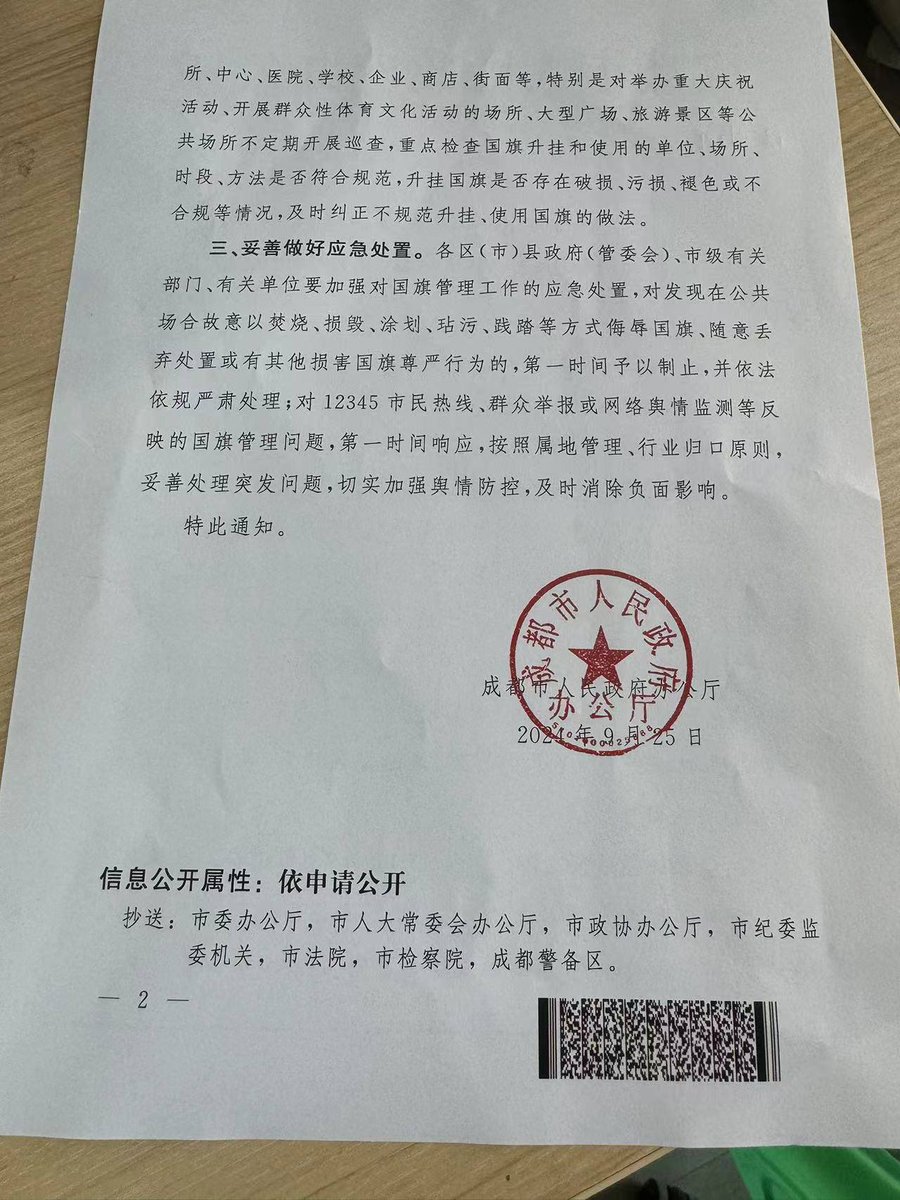 所、中心、医院、学校、企业、商店、街面等，特别是对举办重大庆祝
活动、开展群众性体育文化活动的场所、大型广场、旅游景区等公
共场所不定期开展巡查，重点检查国旗升挂和使用的单位、场所、
时段、方法是否符合规范，升挂国旗是否存在破损、污损、褪色或不
合规等情况，及时纠正不规范升挂、使用国旗的做法。
三、妥善做好应急处置。各区（市）县政府（管委会）、市级有关
部门、有关单位要加强对国旗管理工作的应急处置，对发现在公共
场合故意以焚烧、损毁、涂划、玷污、践踏等方式侮辱国旗、随意丢
弃处置或有其他损害国旗尊严行为的，第一时间予以制止，并依法
依规严肃处理；对 12345 市民热线、群众举报或网络舆情监测等反
映的国旗管理问题，第一时间响应，按照属地管理、行业归口原则，
妥善处理突发问题，切实加强舆情防控，及时消除负面影响。
特此通知。
成都市人民政府
办公厅
成都市人民政府办公厅
2024 年 9 月 25 日
信息公开属性：依申请公开
抄送：市委办公厅，市人大常委会办公厅，市政协办公厅，市纪委监
委机关，市法院，市检察院，成都警备区。
— 2 —